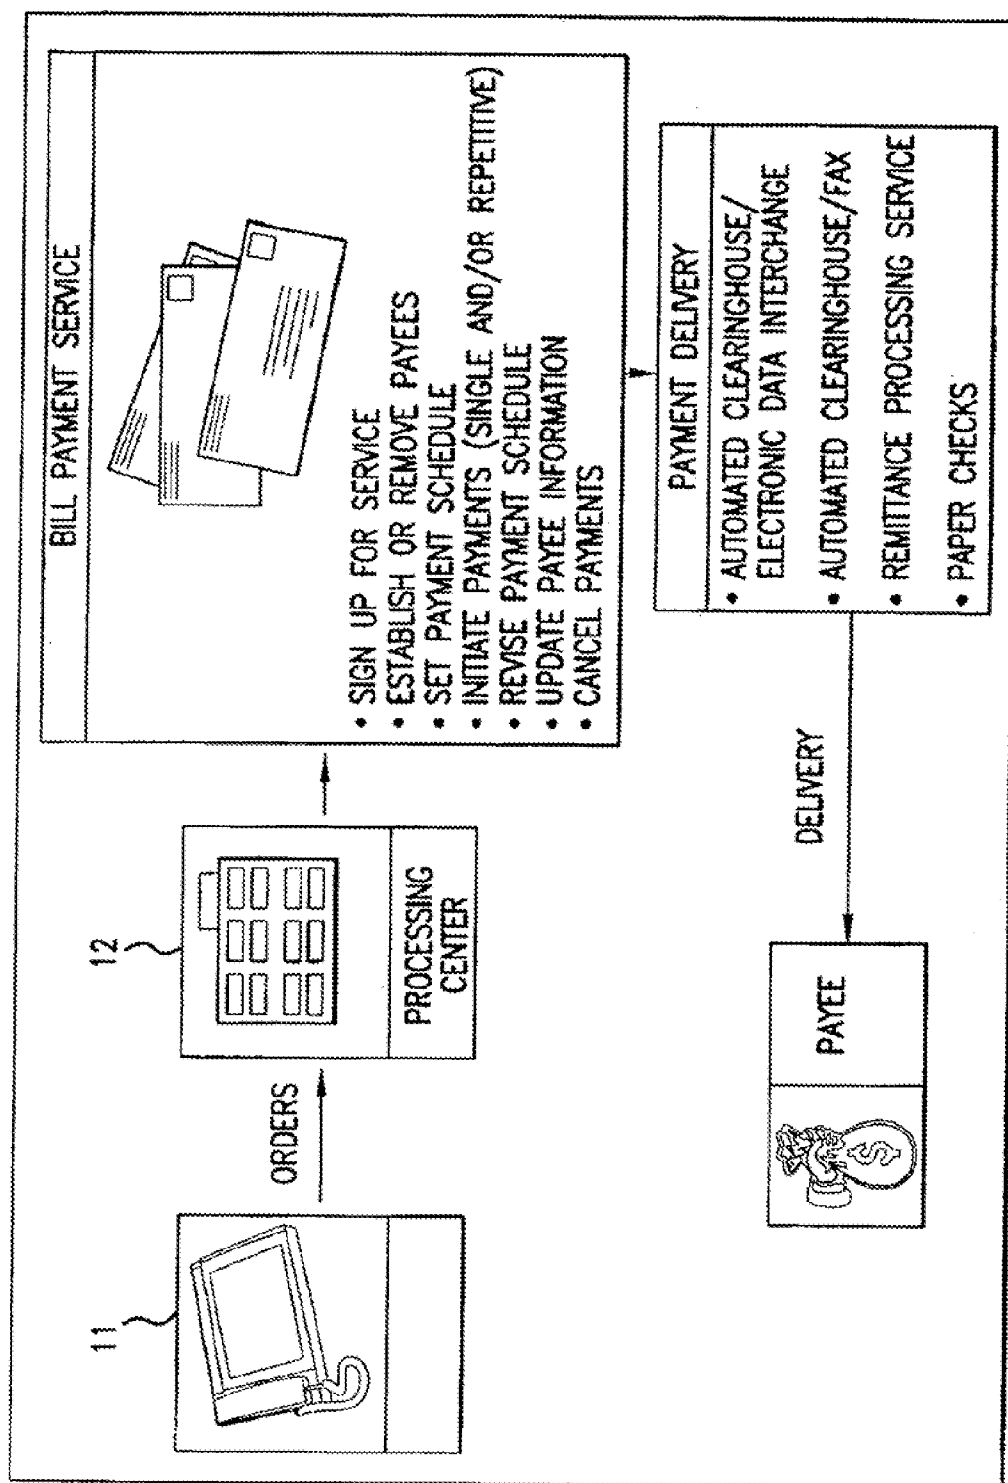 11
ORDERS
12
PROCESSING
CENTER
BILL PAYMENT SERVICE
• SIGN UP FOR SERVICE
• ESTABLISH OR REMOVE PAYEES
• SET PAYMENT SCHEDULE
• INITIATE PAYMENTS (SINGLE AND/OR REPETITIVE)
• REVISE PAYMENT SCHEDULE
• UPDATE PAYEE INFORMATION
• CANCEL PAYMENTS
PAYMENT DELIVERY
• AUTOMATED CLEARINGHOUSE/
ELECTRONIC DATA INTERCHANGE
• AUTOMATED CLEARINGHOUSE/FAX
• REMITTANCE PROCESSING SERVICE
• PAPER CHECKS
DELIVERY
PAYEE
$